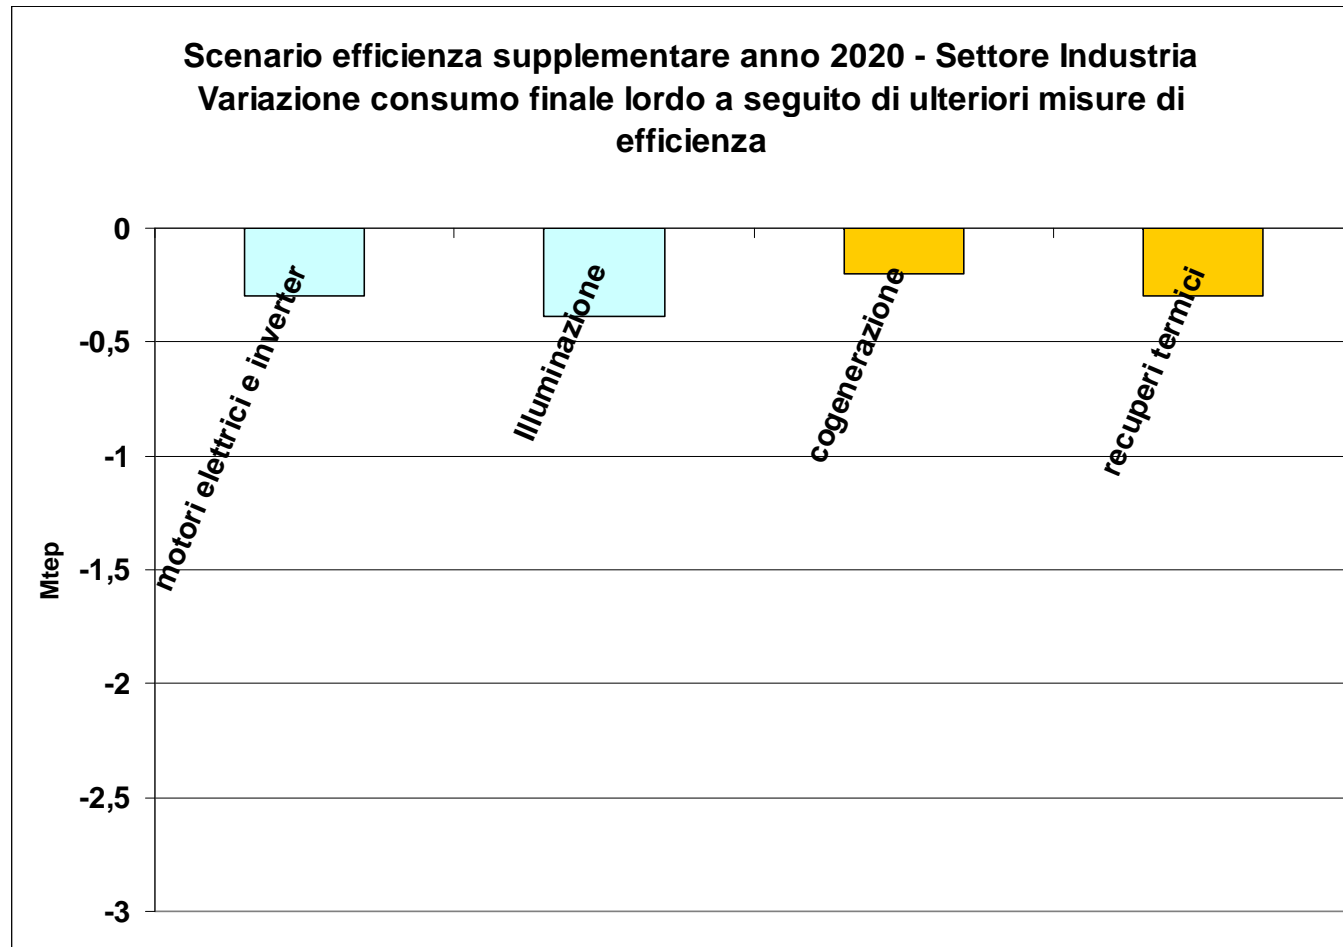 Scenario efficienza supplementare anno 2020 - Settore Industria
Variazione consumo finale lordo a seguito di ulteriori misure di
efficienza
0
-0,5
-1
-1,5
-2
-2,5
-3
Mtep
motori elettrici e inverter
Illuminazione
cogenerazione
recuperi termici